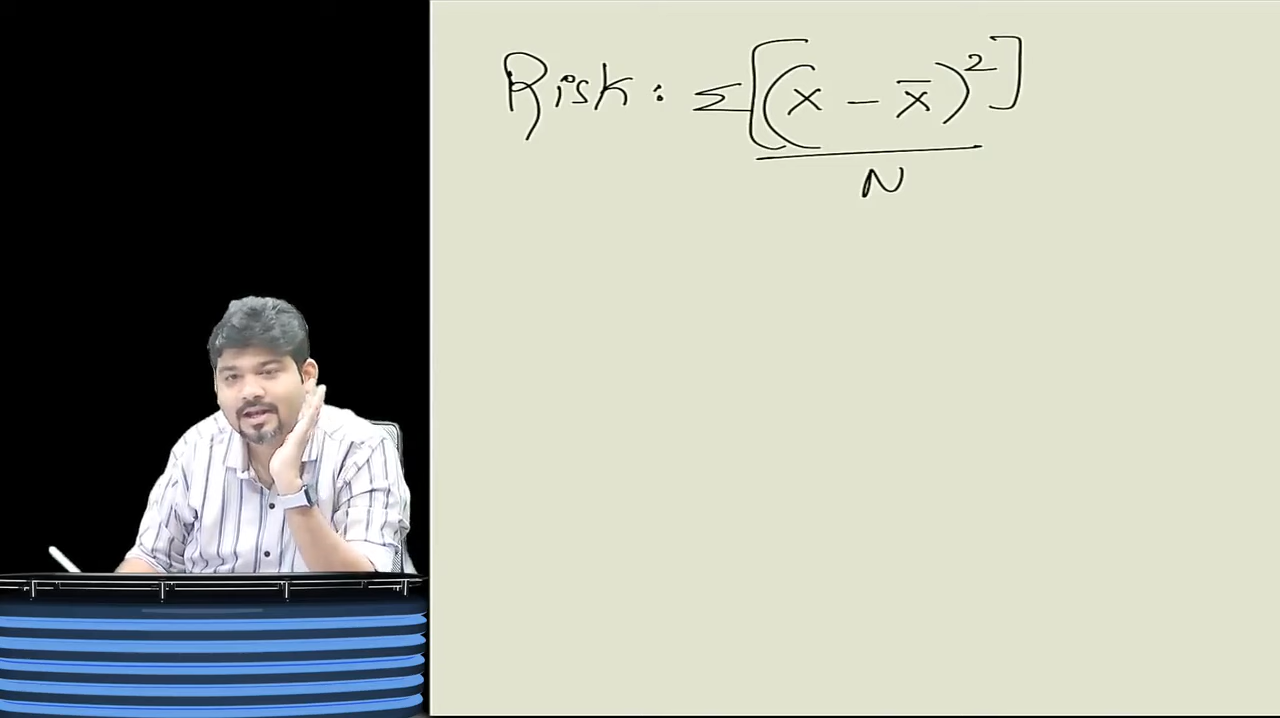 Risk : Σ[(x - x̄)²]
N